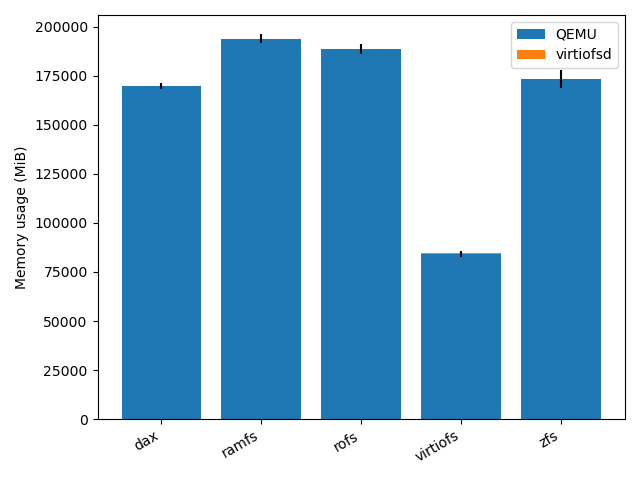 200000
175000
150000
125000
100000
75000
50000
25000
0
Memory usage (MiB)
QEMU
virtiofsd
dax
ramfs
rofs
virtiofs
zfs